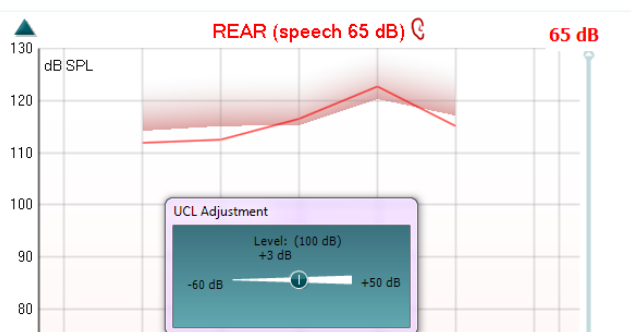 REAR (speech 65 dB)
65 dB
130
dB SPL
120
110
100
UCL Adjustment
Level: (100 dB)
+3 dB
90
-60 dB
+50 dB
80